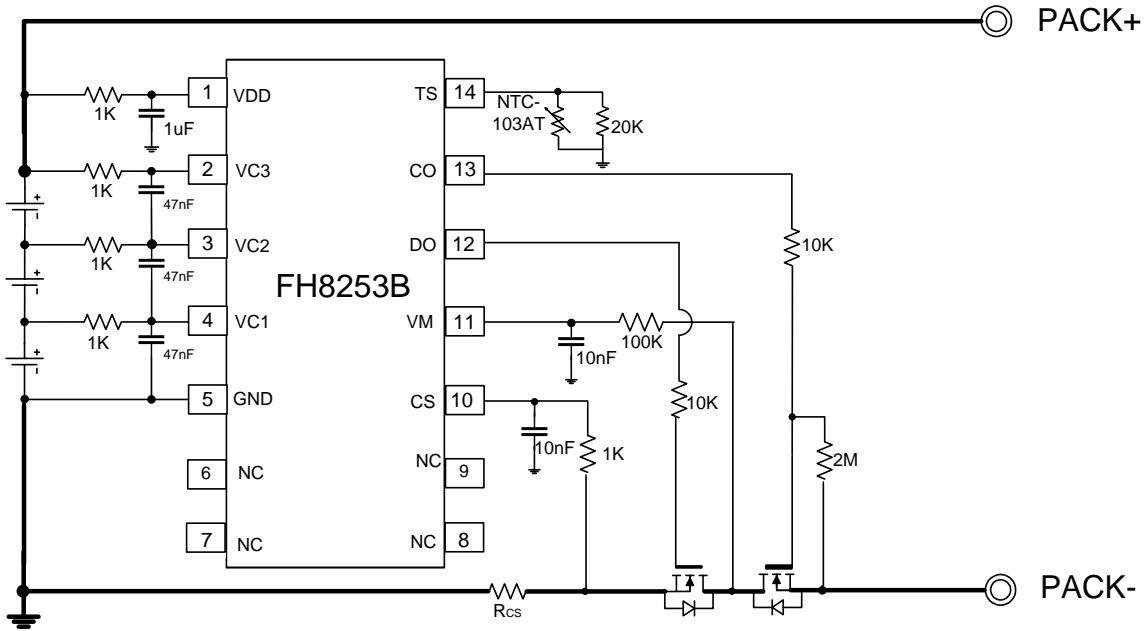 PACK+
1 VDD TS 14
1K
1uF
NTC-
103AT
20K
2 VC3 CO 13
1K
47nF
3 VC2 DO 12
1K
47nF
10K
FH8253B
4 VC1 VM 11
1K
47nF
100K
10nF
5 GND CS 10
10K
10nF
1K
2M
6 NC NC 9
7 NC NC 8
RCS
PACK-